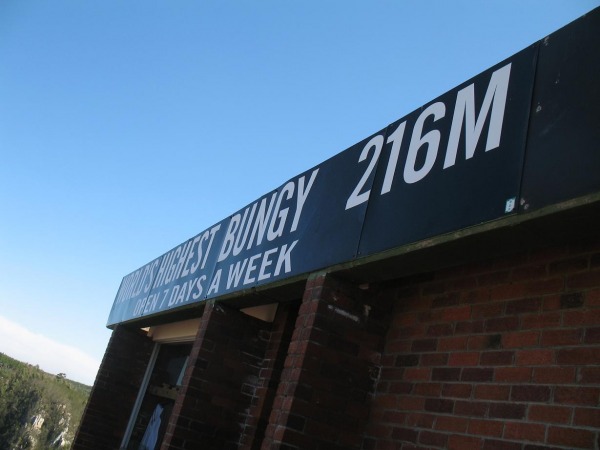 WORLD'S HIGHEST BUNGY 216M
OPEN 7 DAYS A WEEK